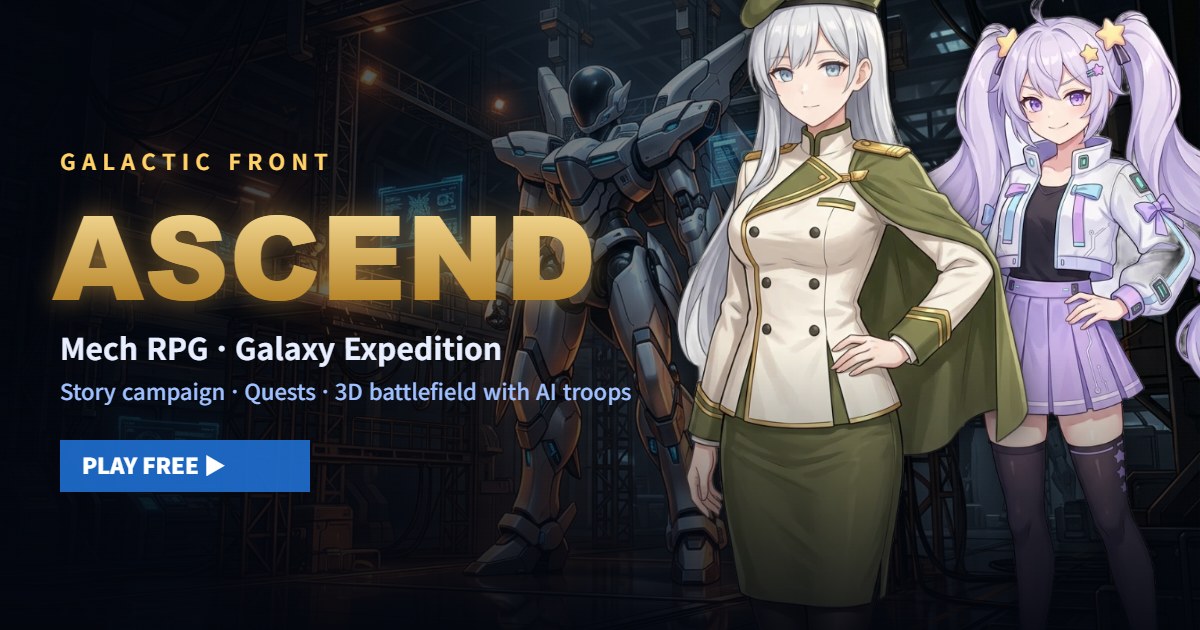 GALACTIC FRONT
ASCEND
Mech RPG · Galaxy Expedition
Story campaign · Quests · 3D battlefield with AI troops
PLAY FREE ▶